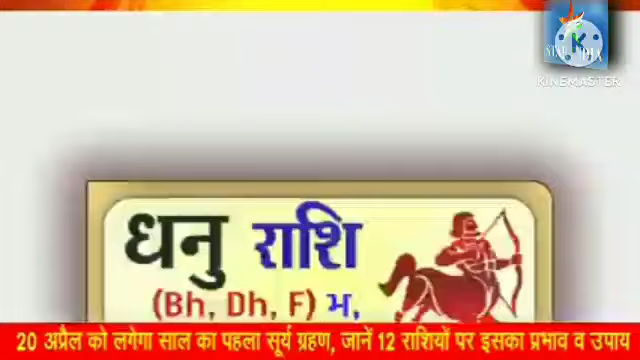 KINEMASTER
धनु राशि
(Bh, Dh, F) भ,
20 अप्रैल को लगेगा साल का पहला सूर्य ग्रहण, जानें 12 राशियों पर इसका प्रभाव व उपाय